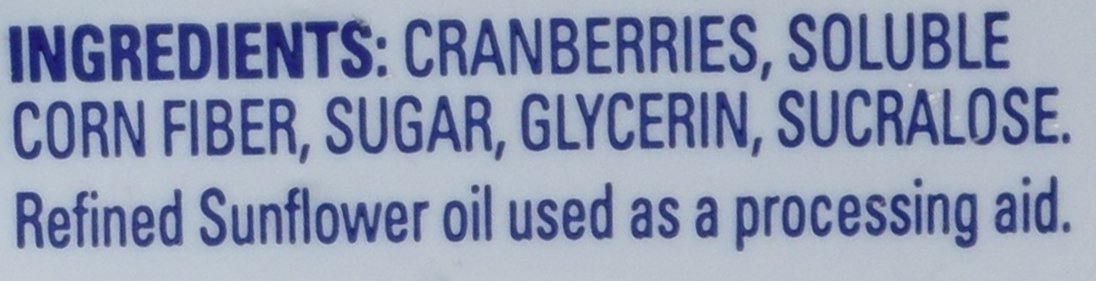 INGREDIENTS: CRANBERRIES, SOLUBLE
CORN FIBER, SUGAR, GLYCERIN, SUCRALOSE.
Refined Sunflower oil used as a processing aid.